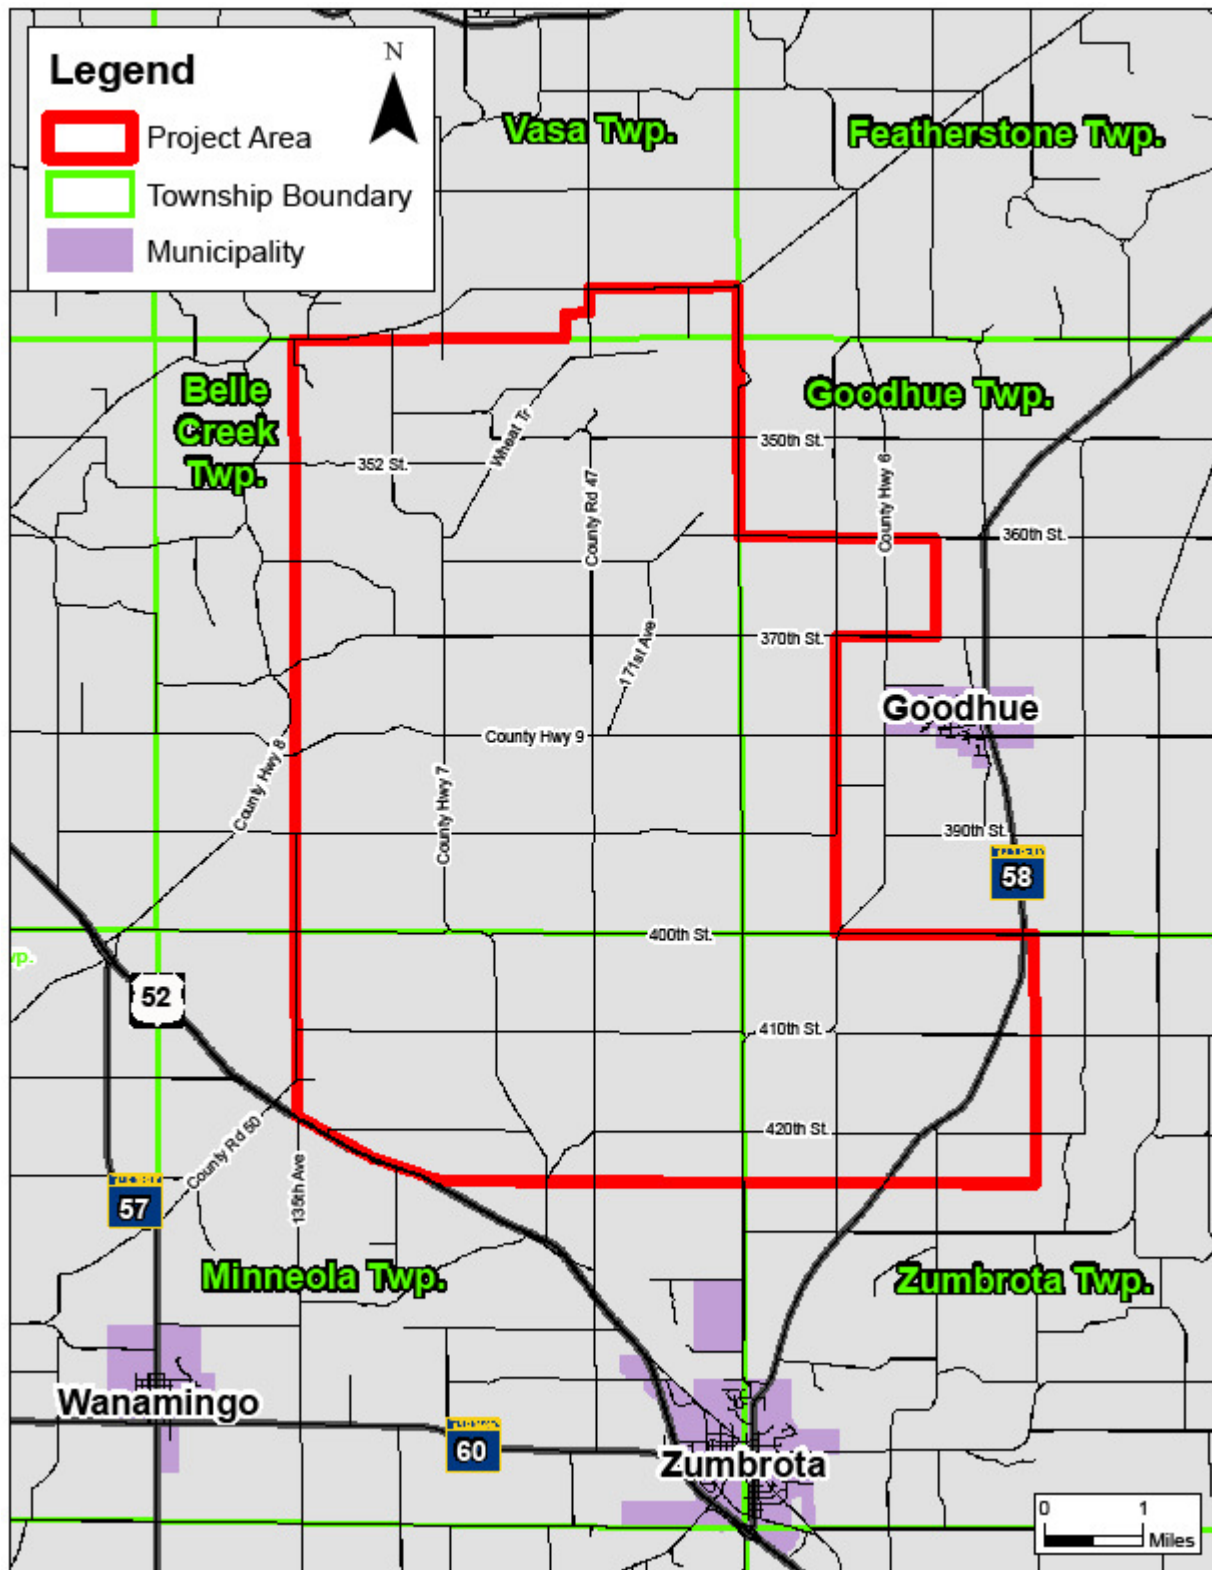 Legend
N
Project Area
Township Boundary
Municipality
Vasa Twp.
Featherstone Twp.
Belle
Creek
Twp.
Goodhue Twp.
350th St.
352 St.
Wheat Tr
County Rd 47
County Hwy 6
360th St.
370th St.
171st Ave
Goodhue
County Hwy 9
County Hwy 8
County Hwy 7
390th St.
58
400th St.
52
410th St.
420th St.
County Rd 50
135th Ave
57
Minneola Twp.
Zumbrota Twp.
Wanamingo
60
Zumbrota
0 1
Miles